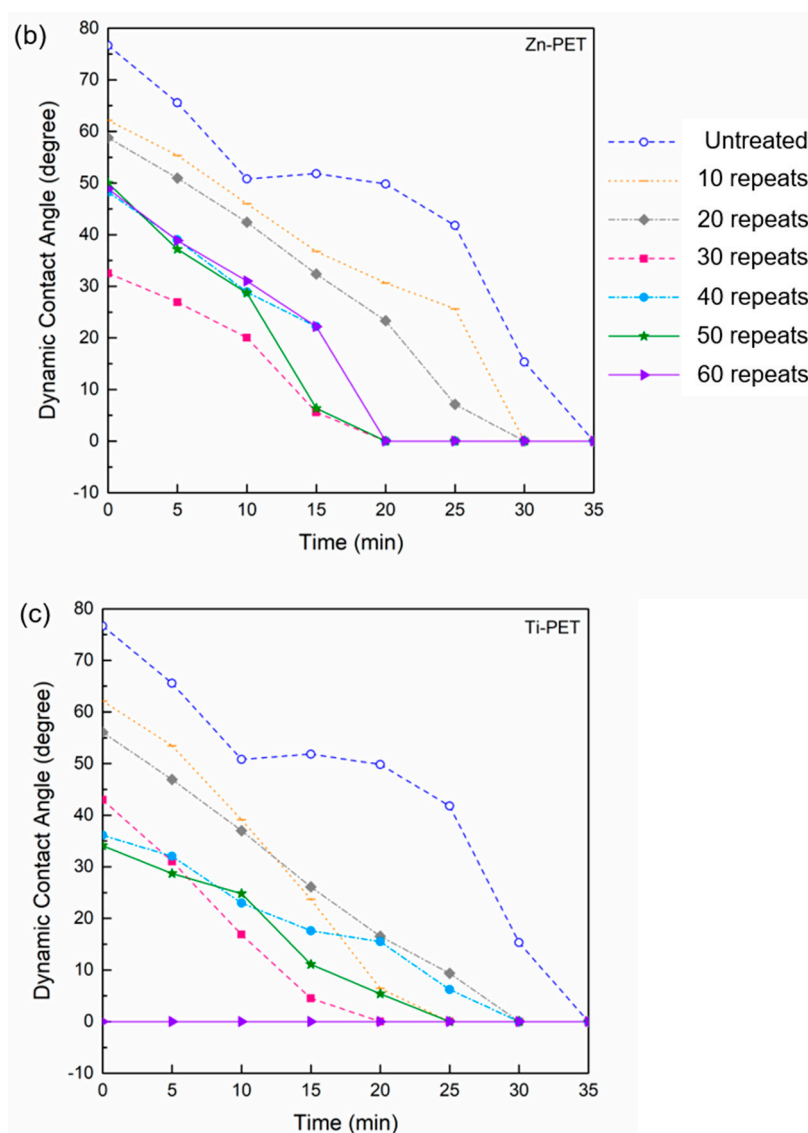 (b)
Zn-PET
80
70
60
50
40
30
20
10
0
-10
Dynamic Contact Angle (degree)
0 5 10 15 20 25 30 35
Time (min)
Untreated
10 repeats
20 repeats
30 repeats
40 repeats
50 repeats
60 repeats
(c)
Ti-PET
80
70
60
50
40
30
20
10
0
-10
Dynamic Contact Angle (degree)
0 5 10 15 20 25 30 35
Time (min)